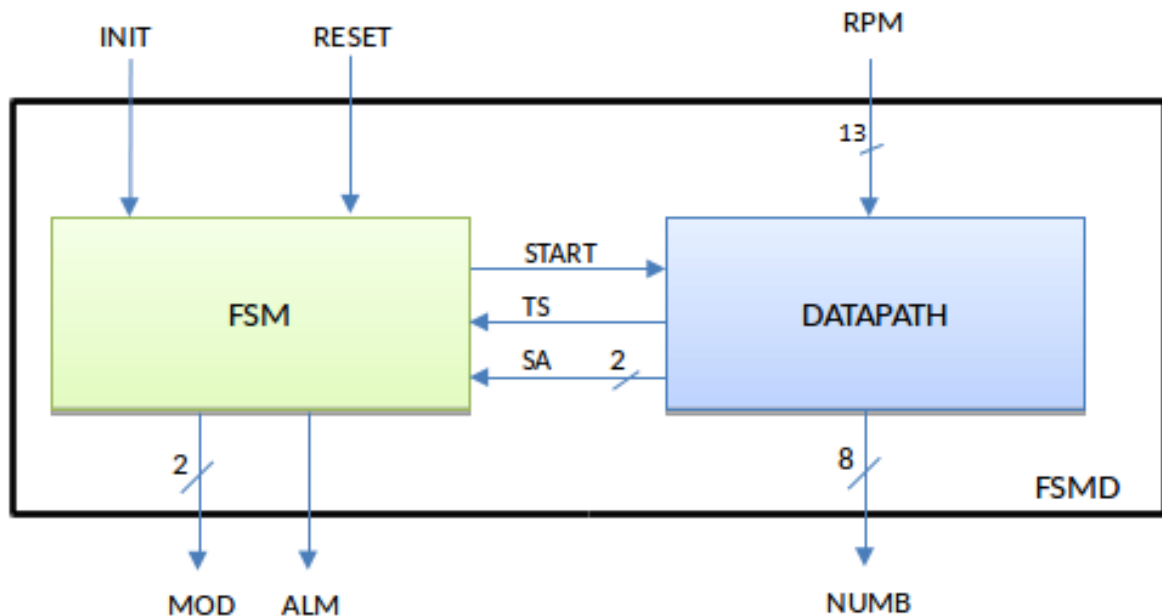 INIT
RESET
RPM
13
START
FSM
TS
DATAPATH
SA
2
2
8
FSMD
MOD
ALM
NUMB